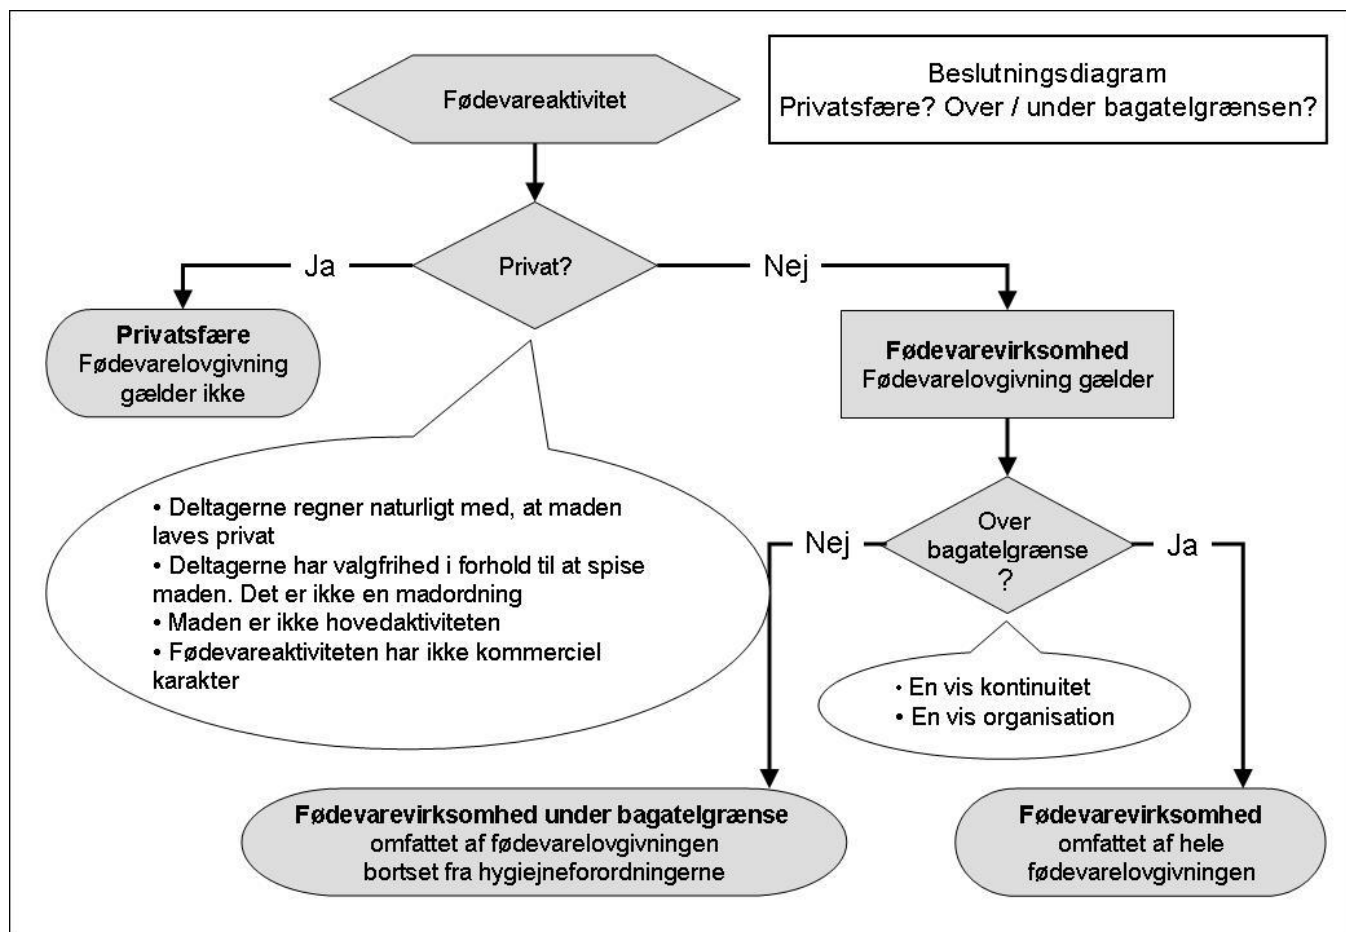 Beslutningsdiagram
Privatsfære? Over / under bagatelgrænsen?
Fødevareaktivitet
Privat?
Ja
Nej
Privatsfære
Fødevarelovgivning
gælder ikke
Fødevarevirksomhed
Fødevarelovgivning gælder
• Deltagerne regner naturligt med, at maden
laves privat
• Deltagerne har valgfrihed i forhold til at spise
maden. Det er ikke en madordning
• Maden er ikke hovedaktiviteten
• Fødevareaktiviteten har ikke kommerciel
karakter
Over
bagatelgrænse
?
Nej
Ja
• En vis kontinuitet
• En vis organisation
Fødevarevirksomhed under bagatelgrænse
omfattet af fødevarelovgivningen
bortset fra hygiejneforordningerne
Fødevarevirksomhed
omfattet af hele
fødevarelovgivningen